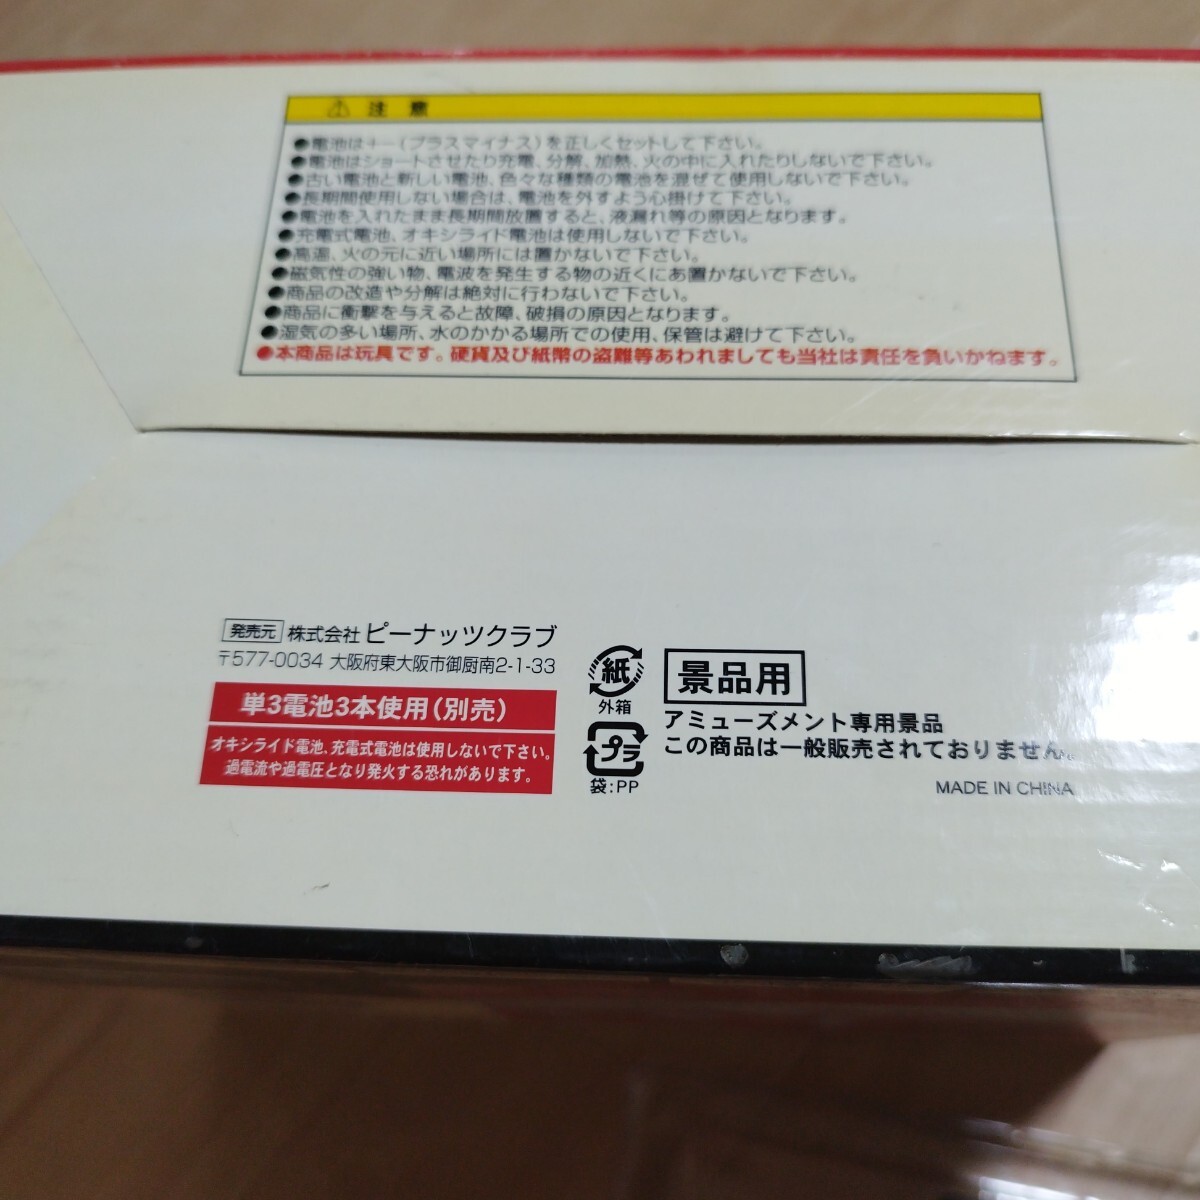 ⚠ 注意
●電池は+-(プラスマイナス)を正しくセットして下さい。
●電池はショートさせたり充電、分解、加熱、火の中に入れたりしないで下さい。
●古い電池と新しい電池、色々な種類の電池を混ぜて使用しないで下さい。
●長期間使用しない場合は、電池を外すよう心掛けて下さい。
●電池を入れたまま長期間放置すると、液漏れ等の原因となります。
●充電式電池、オキシライド電池は使用しないで下さい。
●高温、火の元に近い場所には置かないで下さい。
●磁気性の強い物、電波を発生する物の近くにお置かないで下さい。
●商品の改造や分解は絶対に行わないで下さい。
●商品に衝撃を与えると故障、破損の原因となります。
●湿気の多い場所、水のかかる場所での使用、保管は避けて下さい。
●本商品は玩具です。硬貨及び紙幣の盗難等あわれましても当社は責任を負いかねます。
発売元 株式会社 ピーナッツクラブ
〒577-0034 大阪府東大阪市御厨南2-1-33
単3電池3本使用(別売)
オキシライド電池、充電式電池は使用しないで下さい。
過電流や過電圧となり発火する恐れがあります。
紙
外箱
プラ
袋:PP
景品用
アミューズメント専用景品
この商品は一般販売されておりません。
MADE IN CHINA